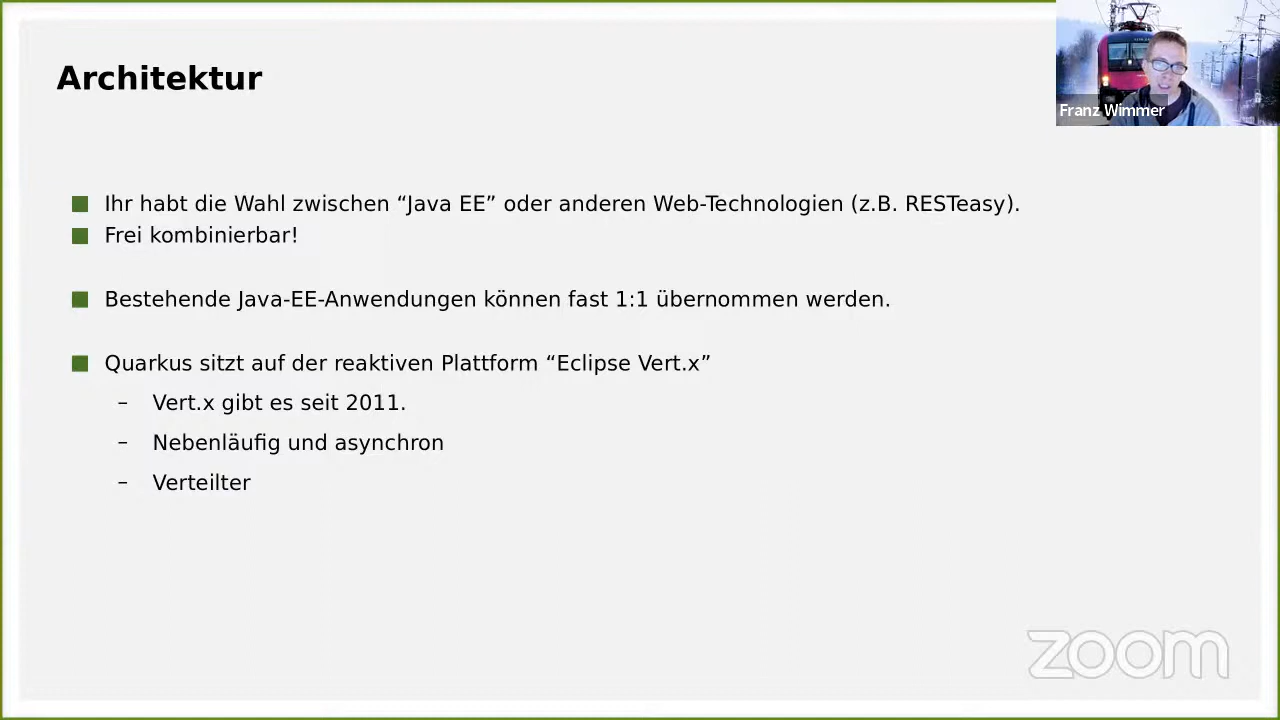 Architektur
Franz Wimmer
Ihr habt die Wahl zwischen “Java EE” oder anderen Web-Technologien (z.B. RESTeasy).
Frei kombinierbar!
Bestehende Java-EE-Anwendungen können fast 1:1 übernommen werden.
Quarkus sitzt auf der reaktiven Plattform “Eclipse Vert.x”
– Vert.x gibt es seit 2011.
– Nebenläufig und asynchron
– Verteilter
zoom